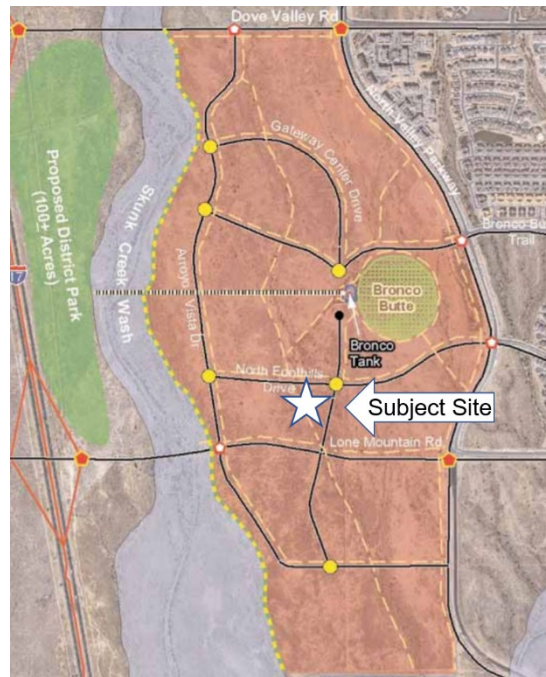 Dove Valley Rd
North Valley Parkway
Gateway Center Drive
Proposed District Park
(100+ Acres)
Skunk Creek Wash
Bronco Bu
Trail
Arroyo Vista Dr
Bronco
Butte
Bronco
Tank
North Foothills
Drive
Subject Site
Lone Mountain Rd